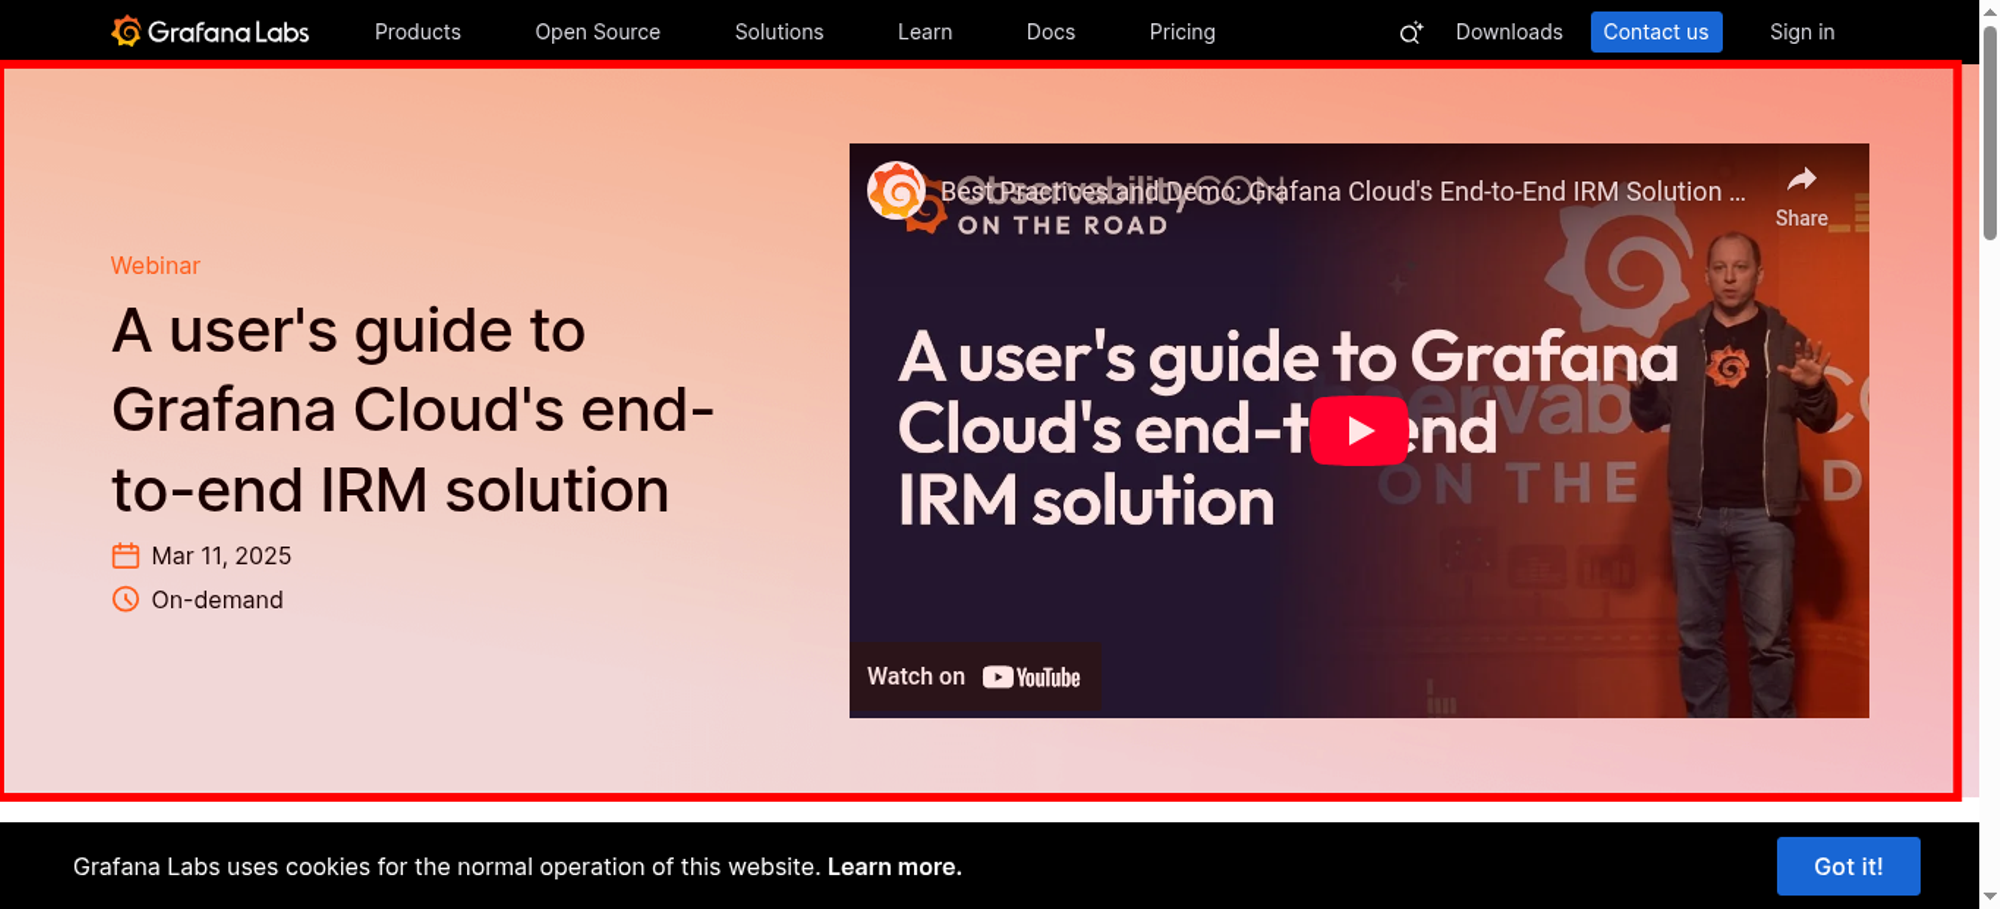 Grafana Labs
Products
Open Source
Solutions
Learn
Docs
Pricing
Downloads
Contact us
Sign in
Webinar
A user's guide to
Grafana Cloud's end-
to-end IRM solution
Mar 11, 2025
On-demand
ObservabilityCON
ON THE ROAD
Best Practices and Demo: Grafana Cloud's End-to-End IRM Solution ...
Share
A user's guide to Grafana
Cloud's end-t end
IRM solution
ON THE
Watch on YouTube
Grafana Labs uses cookies for the normal operation of this website. Learn more.
Got it!